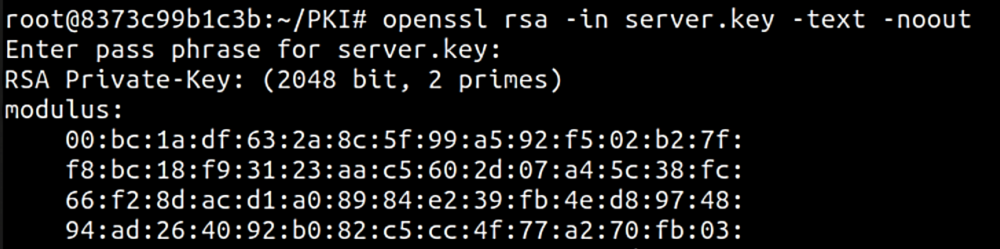 root@8373c99b1c3b:~/PKI# openssl rsa -in server.key -text -noout
Enter pass phrase for server.key:
RSA Private-Key: (2048 bit, 2 primes)
modulus:
00:bc:1a:df:63:2a:8c:5f:99:a5:92:f5:02:b2:7f:
f8:bc:18:f9:31:23:aa:c5:60:2d:07:a4:5c:38:fc:
66:f2:8d:ac:d1:a0:89:84:e2:39:fb:4e:d8:97:48:
94:ad:26:40:92:b0:82:c5:cc:4f:77:a2:70:fb:03: